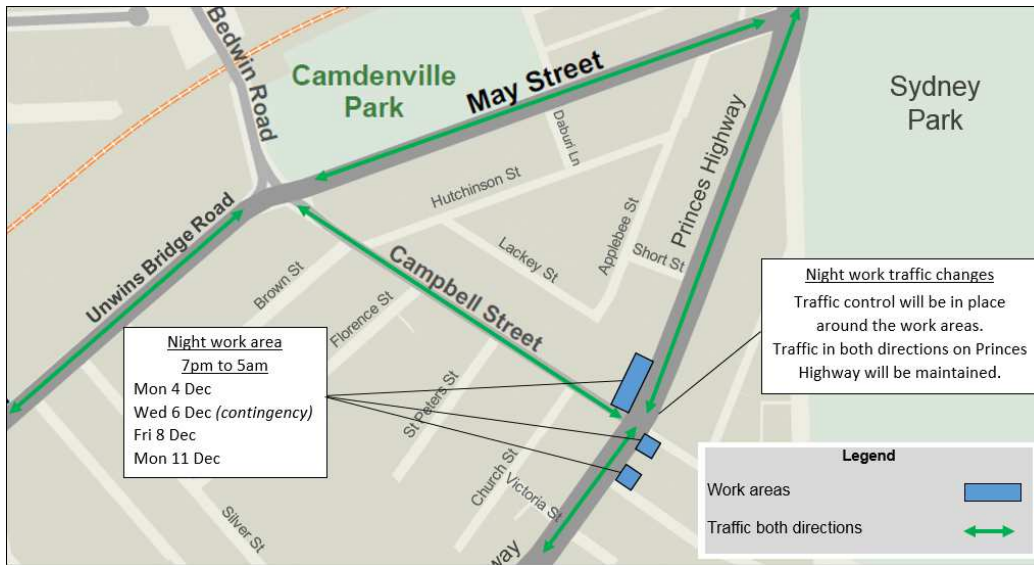 Bedwin Road
Camdenville
Park
May Street
Sydney
Park
Daburi Ln
Princes Highway
Hutchinson St
Unwins Bridge Road
Applebee St
Lackey St
Short St
Brown St
Campbell Street
Florence St
Night work traffic changes
Traffic control will be in place
around the work areas.
Traffic in both directions on Princes
Highway will be maintained.
Night work area
7pm to 5am
Mon 4 Dec
Wed 6 Dec (contingency)
Fri 8 Dec
Mon 11 Dec
St Peters St
Church St
Victoria St
Silver St
way
Legend
Work areas
Traffic both directions